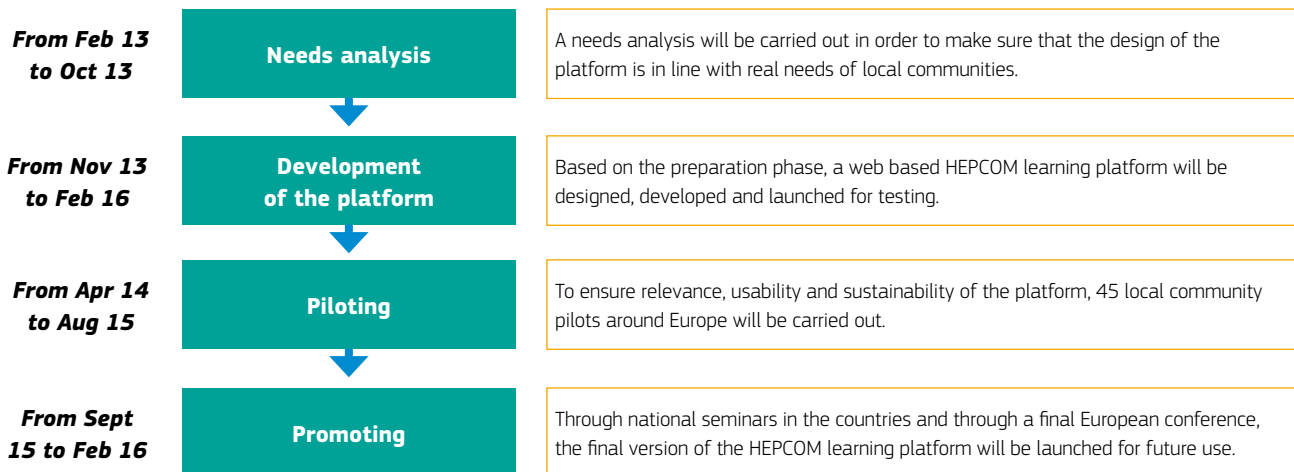 From Feb 13
to Oct 13
Needs analysis
A needs analysis will be carried out in order to make sure that the design of the
platform is in line with real needs of local communities.
From Nov 13
to Feb 16
Development
of the platform
Based on the preparation phase, a web based HEPCOM learning platform will be
designed, developed and launched for testing.
From Apr 14
to Aug 15
Piloting
To ensure relevance, usability and sustainability of the platform, 45 local community
pilots around Europe will be carried out.
From Sept
15 to Feb 16
Promoting
Through national seminars in the countries and through a final European conference,
the final version of the HEPCOM learning platform will be launched for future use.